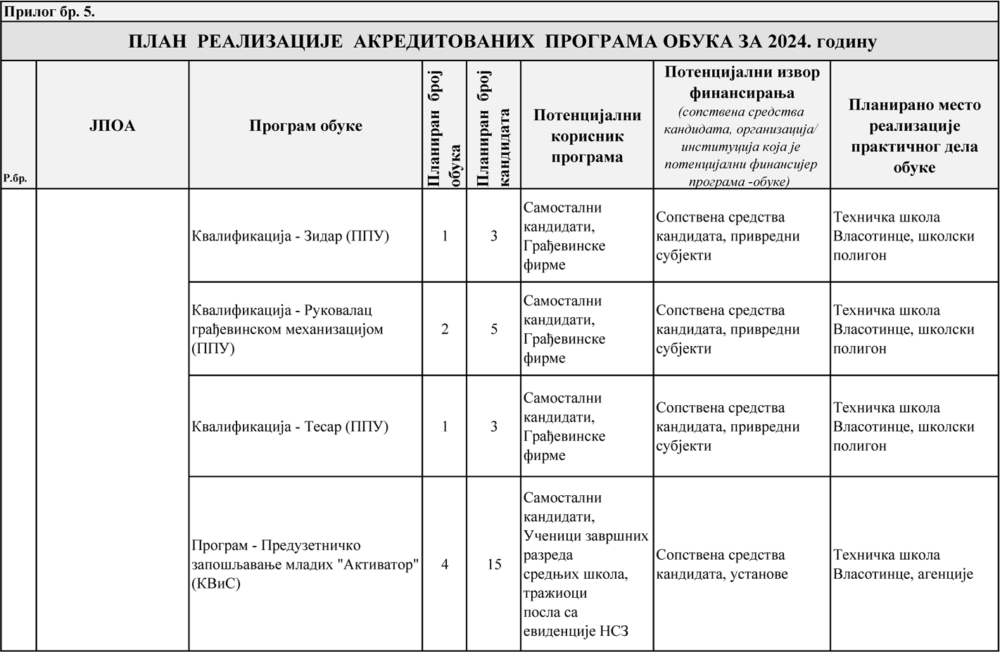 Прилог бр. 5.
ПЛАН РЕАЛИЗАЦИЈЕ АКРЕДИТОВАНИХ ПРОГРАМА ОБУКА ЗА 2024. годину
Р.бр.
ЈПОА
Програм обуке
Планиран број
обука
Планиран број
кандидата
Потенцијални
корисник
програма
Потенцијални извор
финансирања
(сопствена средства
кандидата, организација/
институција која је
потенцијални финансијер
програма -обуке)
Планирано место
реализације
практичног дела
обуке
Квалификација - Зидар (ППУ)
1
3
Самостални
кандидати,
Грађевинске
фирме
Сопствена средства
кандидата, привредни
субјекти
Техничка школа
Власотинце, школски
полигон
Квалификација - Руковалац
грађевинском механизацијом
(ППУ)
2
5
Самостални
кандидати,
Грађевинске
фирме
Сопствена средства
кандидата, привредни
субјекти
Техничка школа
Власотинце, школски
полигон
Квалификација - Тесар (ППУ)
1
3
Самостални
кандидати,
Грађевинске
фирме
Сопствена средства
кандидата, привредни
субјекти
Техничка школа
Власотинце, школски
полигон
Програм - Предузетничко
запошљавање младих "Активатор"
(КВиС)
4
15
Самостални
кандидати,
Ученици завршних
разреда
средњих школа,
тражиоци
посла са
евиденције НСЗ
Сопствена средства
кандидата, установе
Техничка школа
Власотинце, агенције